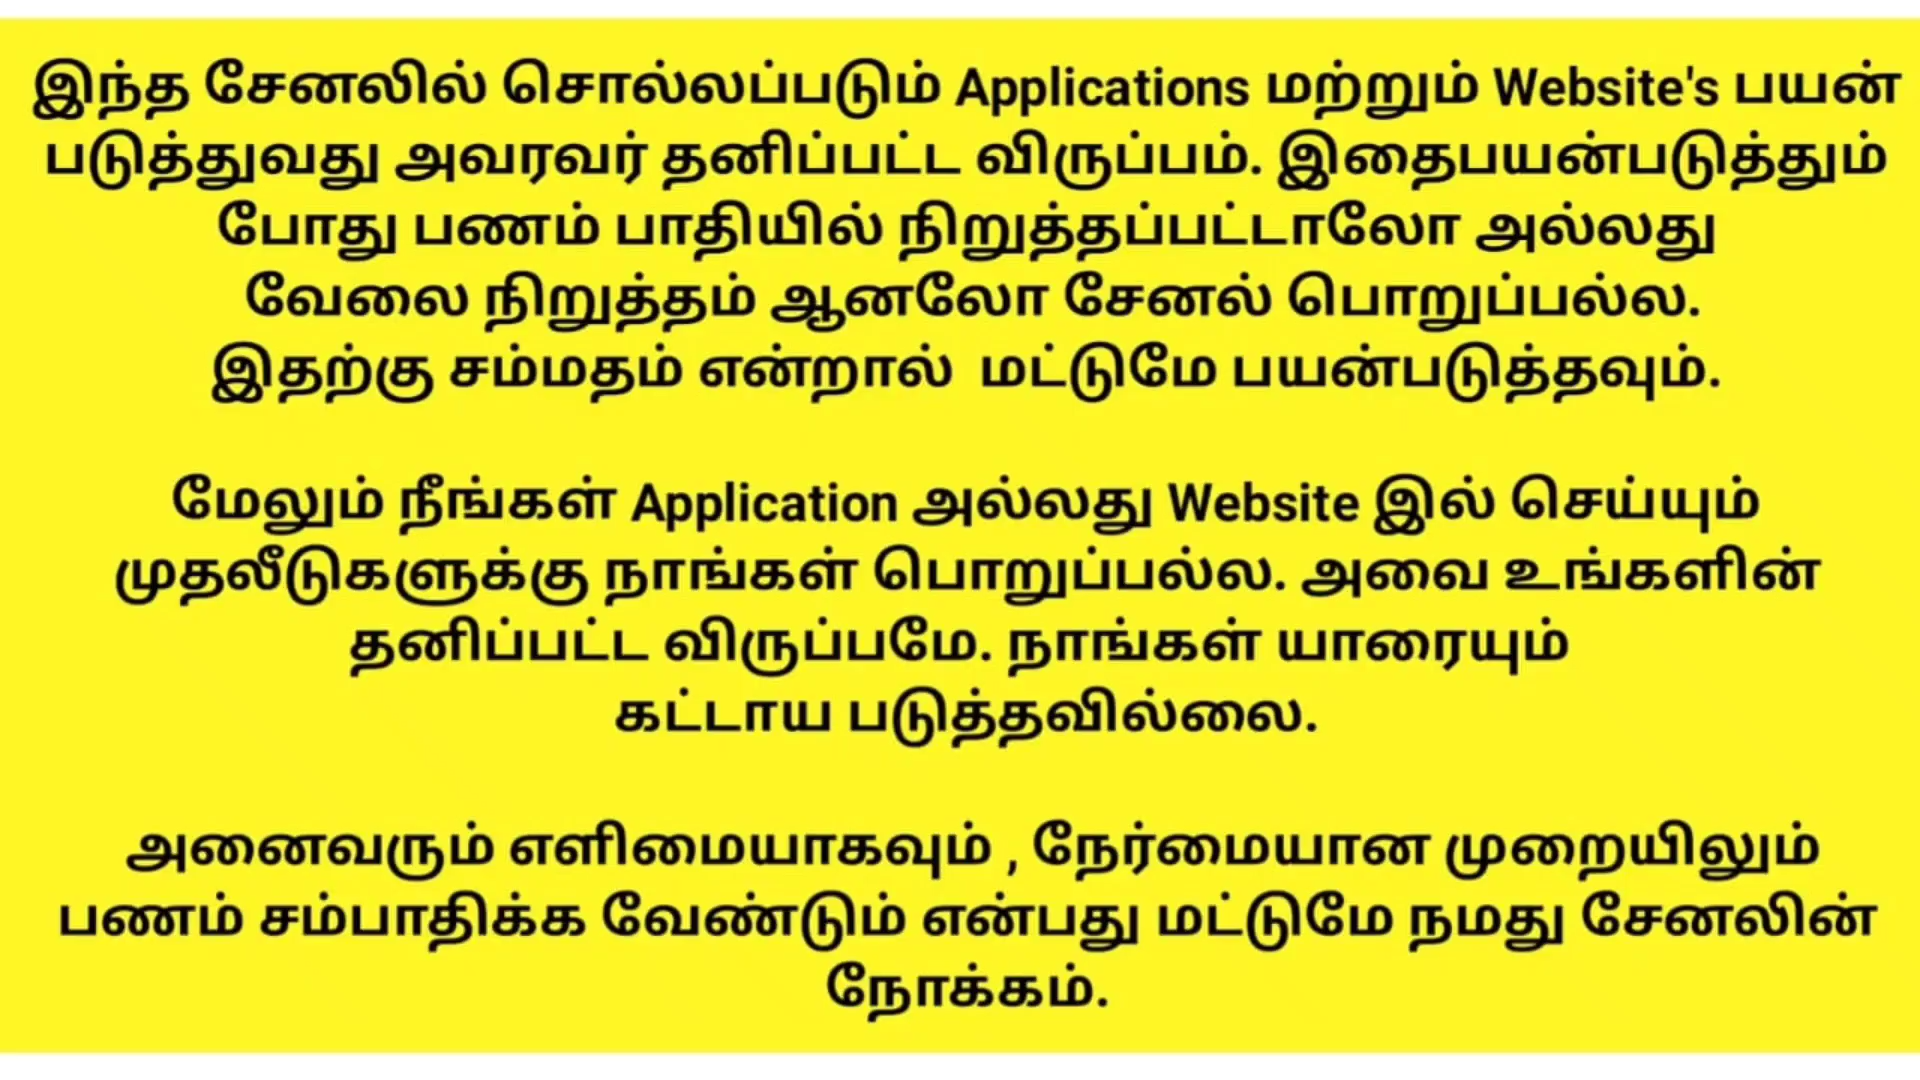 இந்த சேனலில் சொல்லப்படும் Applications மற்றும் Website's பயன்
படுத்துவது அவரவர் தனிப்பட்ட விருப்பம். இதைபயன்படுத்தும்
போது பணம் பாதியில் நிறுத்தப்பட்டாலோ அல்லது
வேலை நிறுத்தம் ஆனலோ சேனல் பொறுப்பல்ல.
இதற்கு சம்மதம் என்றால் மட்டுமே பயன்படுத்தவும்.
மேலும் நீங்கள் Application அல்லது Website இல் செய்யும்
முதலீடுகளுக்கு நாங்கள் பொறுப்பல்ல. அவை உங்களின்
தனிப்பட்ட விருப்பமே. நாங்கள் யாரையும்
கட்டாய படுத்தவில்லை.
அனைவரும் எளிமையாகவும் , நேர்மையான முறையிலும்
பணம் சம்பாதிக்க வேண்டும் என்பது மட்டுமே நமது சேனலின்
நோக்கம்.